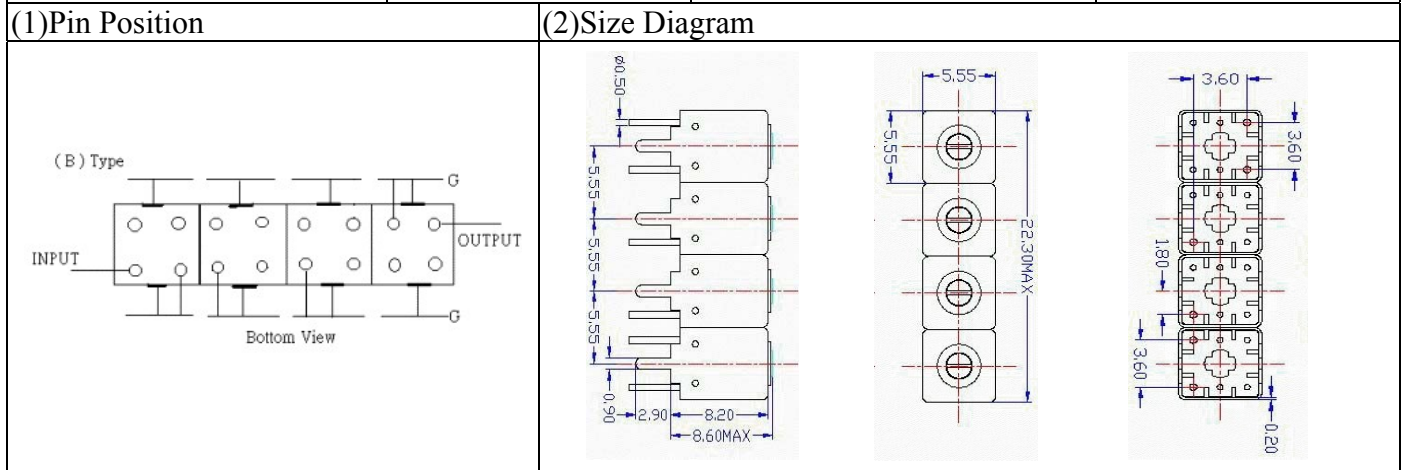 (1)Pin Position
(2)Size Diagram
(B)Type
G
INPUT
OUTPUT
G
Bottom View
ø0.50
5.55
5.55
5.55
0.90
2.90
8.20
8.60MAX
5.55
5.55
22.30MAX
3.60
3.60
1.80
3.60
0.20